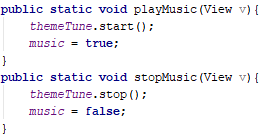 public static void playMusic(View v){
themeTune.start();
music = true;
}
public static void stopMusic(View v){
themeTune.stop();
music = false;
}